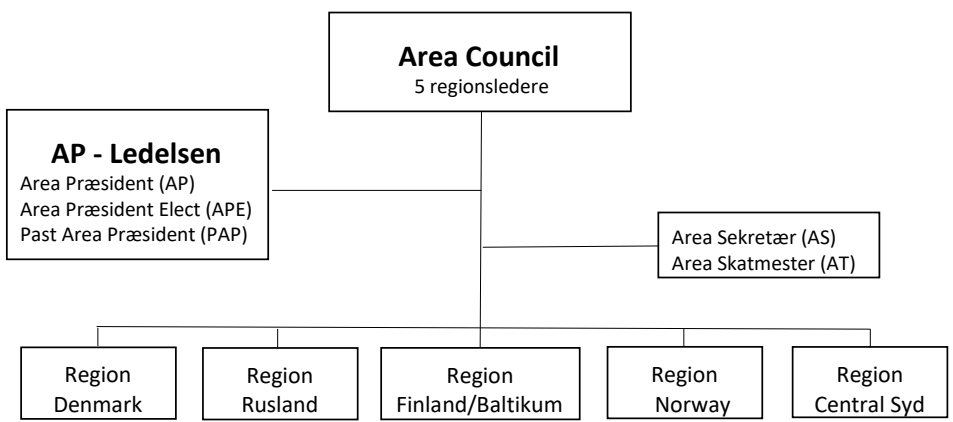 Area Council
5 regionsledere
AP - Ledelsen
Area Præsident (AP)
Area Præsident Elect (APE)
Past Area Præsident (PAP)
Area Sekretær (AS)
Area Skatmester (AT)
Region
Denmark
Region
Rusland
Region
Finland/Baltikum
Region
Norway
Region
Central Syd